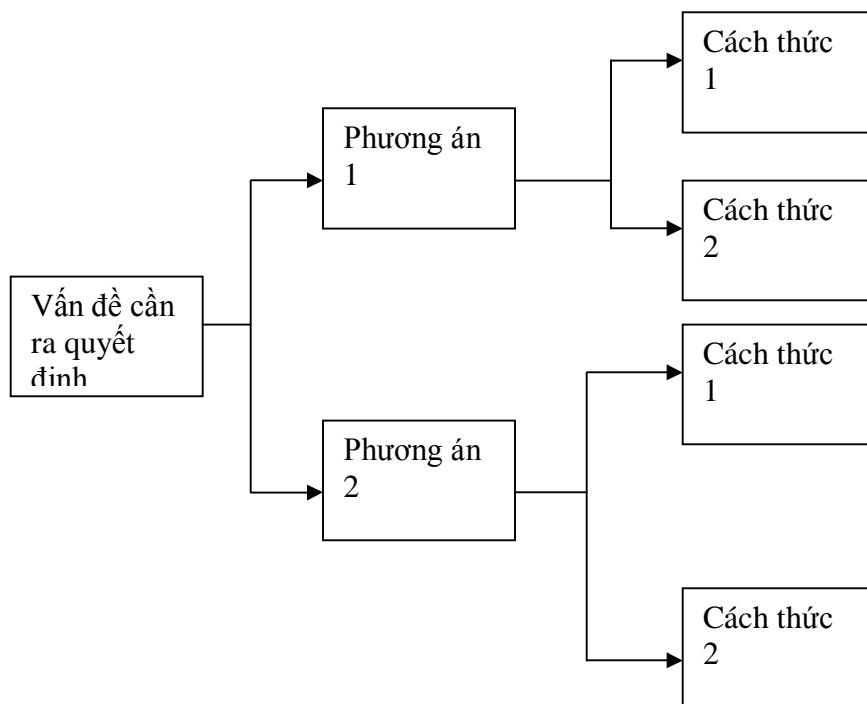 Cách thức
1
Phương án
1
Cách thức
2
Vấn đề cần
ra quyết
định
Cách thức
1
Phương án
2
Cách thức
2